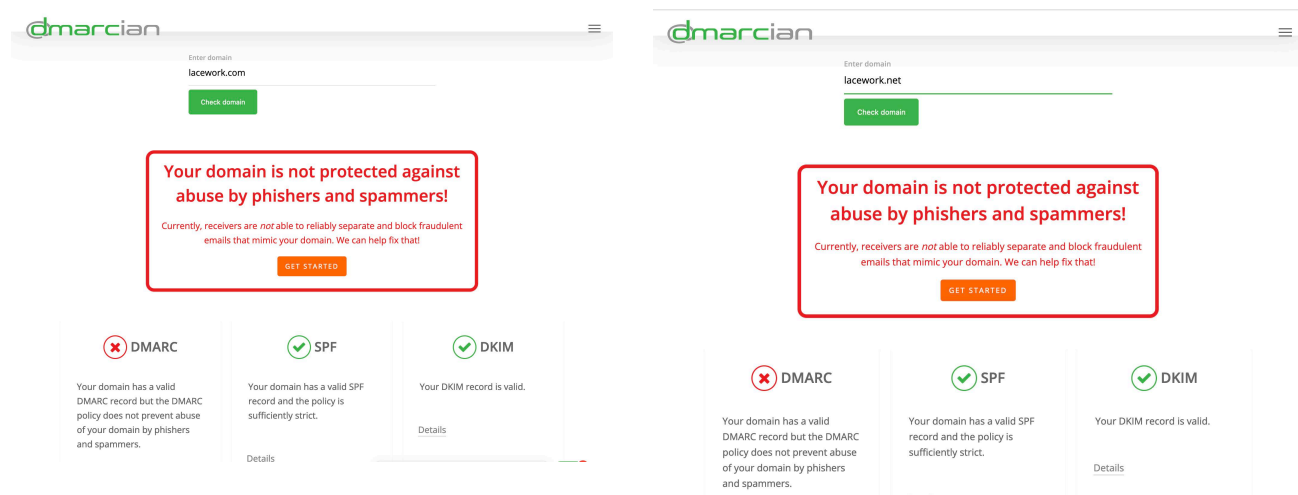 dmarcian
Enter domain
lacework.com
Check domain
Your domain is not protected against
abuse by phishers and spammers!
Currently, receivers are not able to reliably separate and block fraudulent
emails that mimic your domain. We can help fix that!
GET STARTED
DMARC
Your domain has a valid
DMARC record but the DMARC
policy does not prevent abuse
of your domain by phishers
and spammers.
SPF
Your domain has a valid SPF
record and the policy is
sufficiently strict.
Details
DKIM
Your DKIM record is valid.
Details
dmarcian
Enter domain
lacework.net
Check domain
Your domain is not protected against
abuse by phishers and spammers!
Currently, receivers are not able to reliably separate and block fraudulent
emails that mimic your domain. We can help fix that!
GET STARTED
DMARC
Your domain has a valid
DMARC record but the DMARC
policy does not prevent abuse
of your domain by phishers
and spammers.
SPF
Your domain has a valid SPF
record and the policy is
sufficiently strict.
DKIM
Your DKIM record is valid.
Details